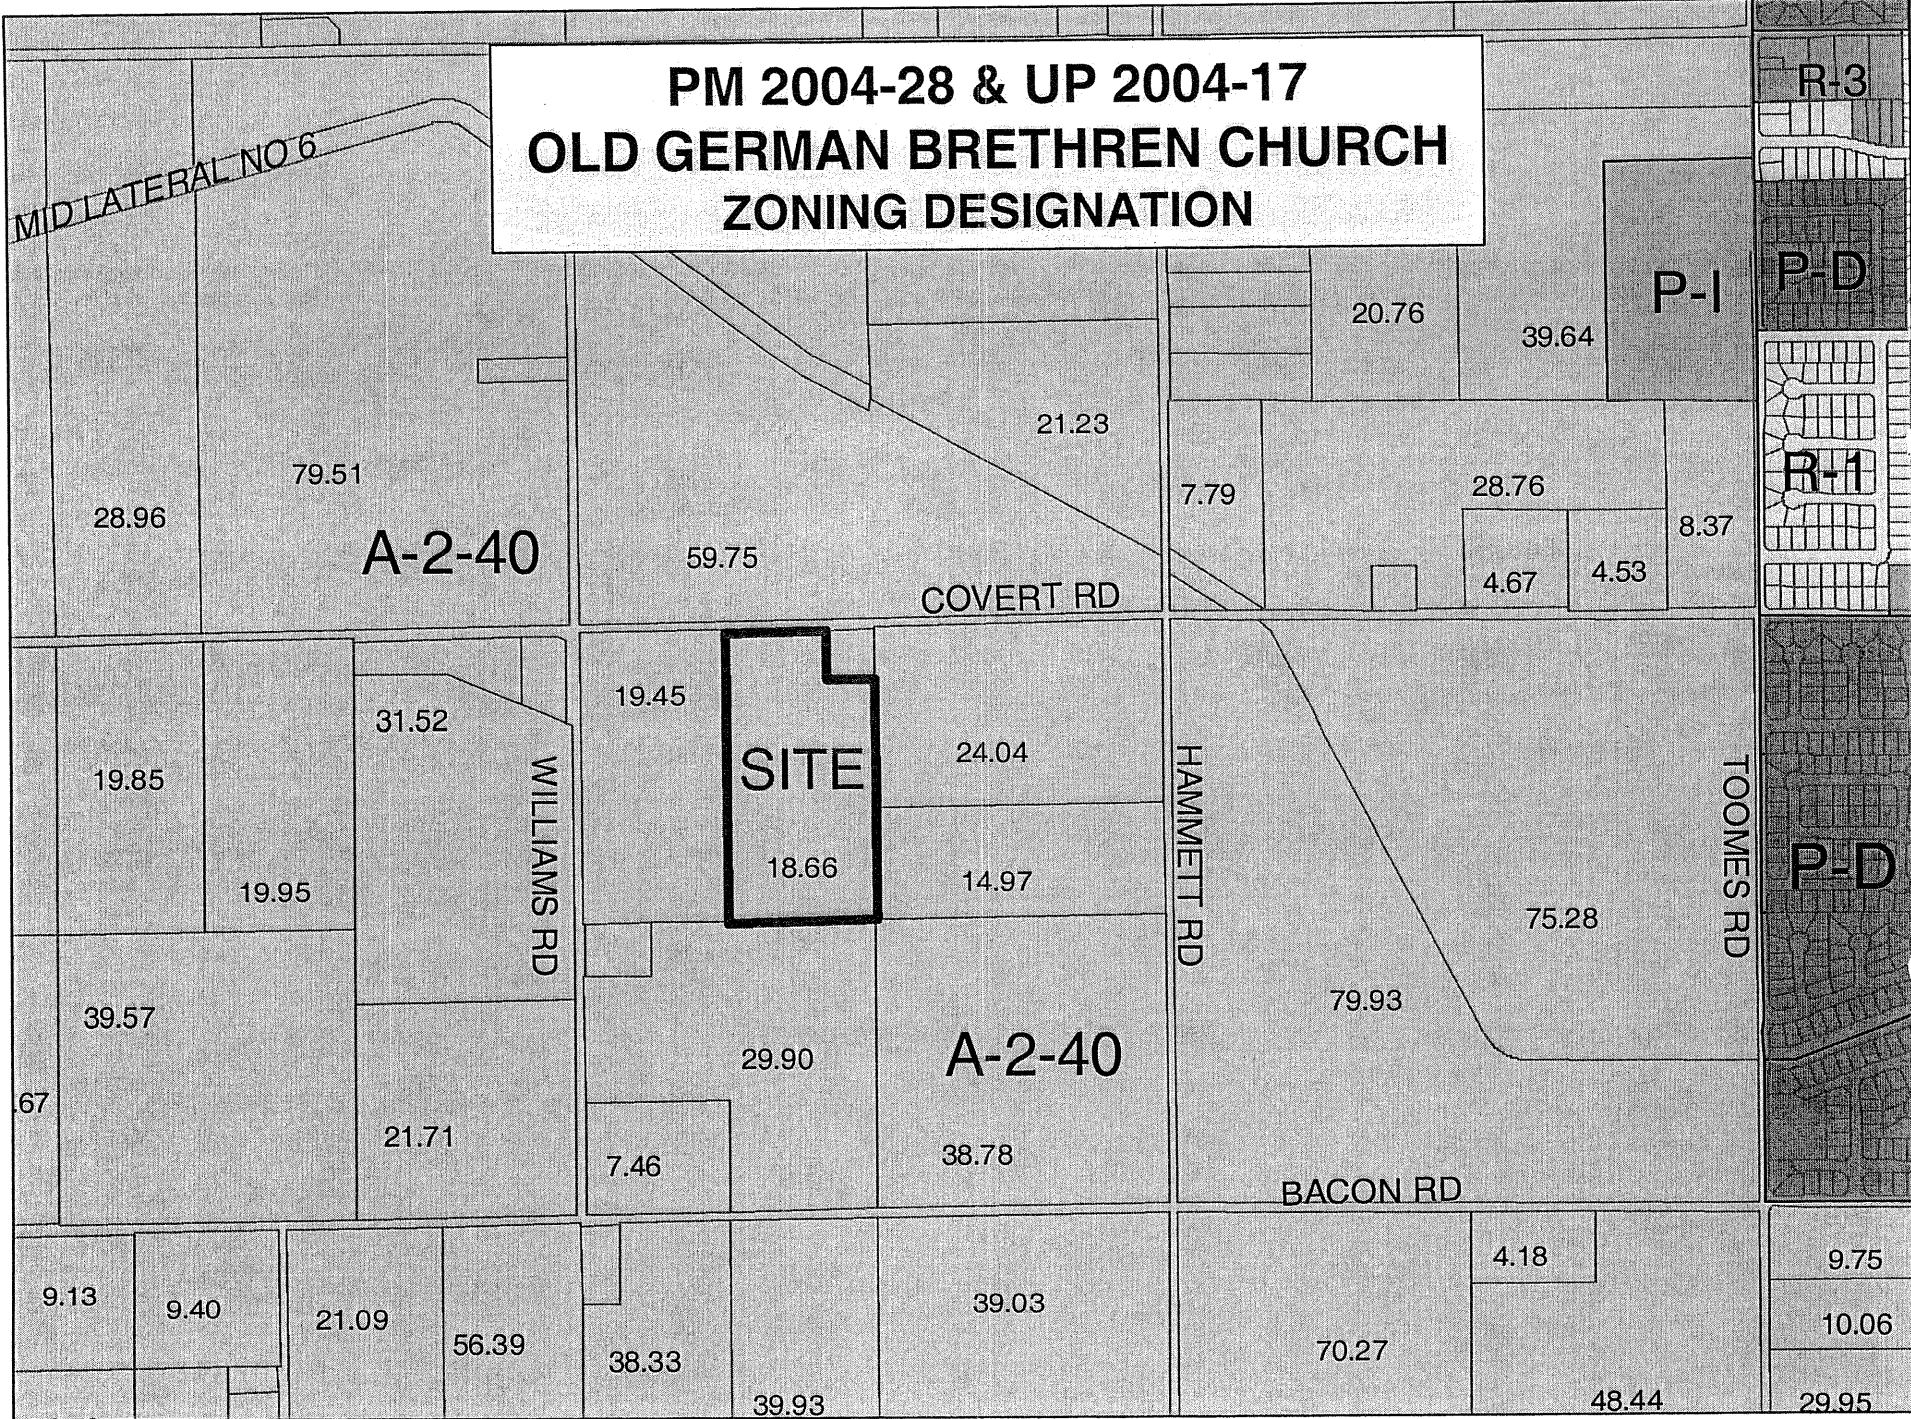 PM 2004-28 & UP 2004-17
OLD GERMAN BRETHREN CHURCH
ZONING DESIGNATION
R-3
MID LATERAL NO 6
P-D
P-I
20.76
39.64
21.23
79.51
R-1
28.76
7.79
28.96
8.37
A-2-40
59.75
4.67
4.53
COVERT RD
19.45
31.52
24.04
SITE
19.85
WILLIAMS RD
HAMMETT RD
TOOMES RD
18.66
14.97
P-D
19.95
75.28
79.93
39.57
29.90
A-2-40
.67
21.71
7.46
38.78
BACON RD
4.18
9.75
9.13
9.40
21.09
39.03
10.06
56.39
38.33
70.27
39.93
48.44
29.95